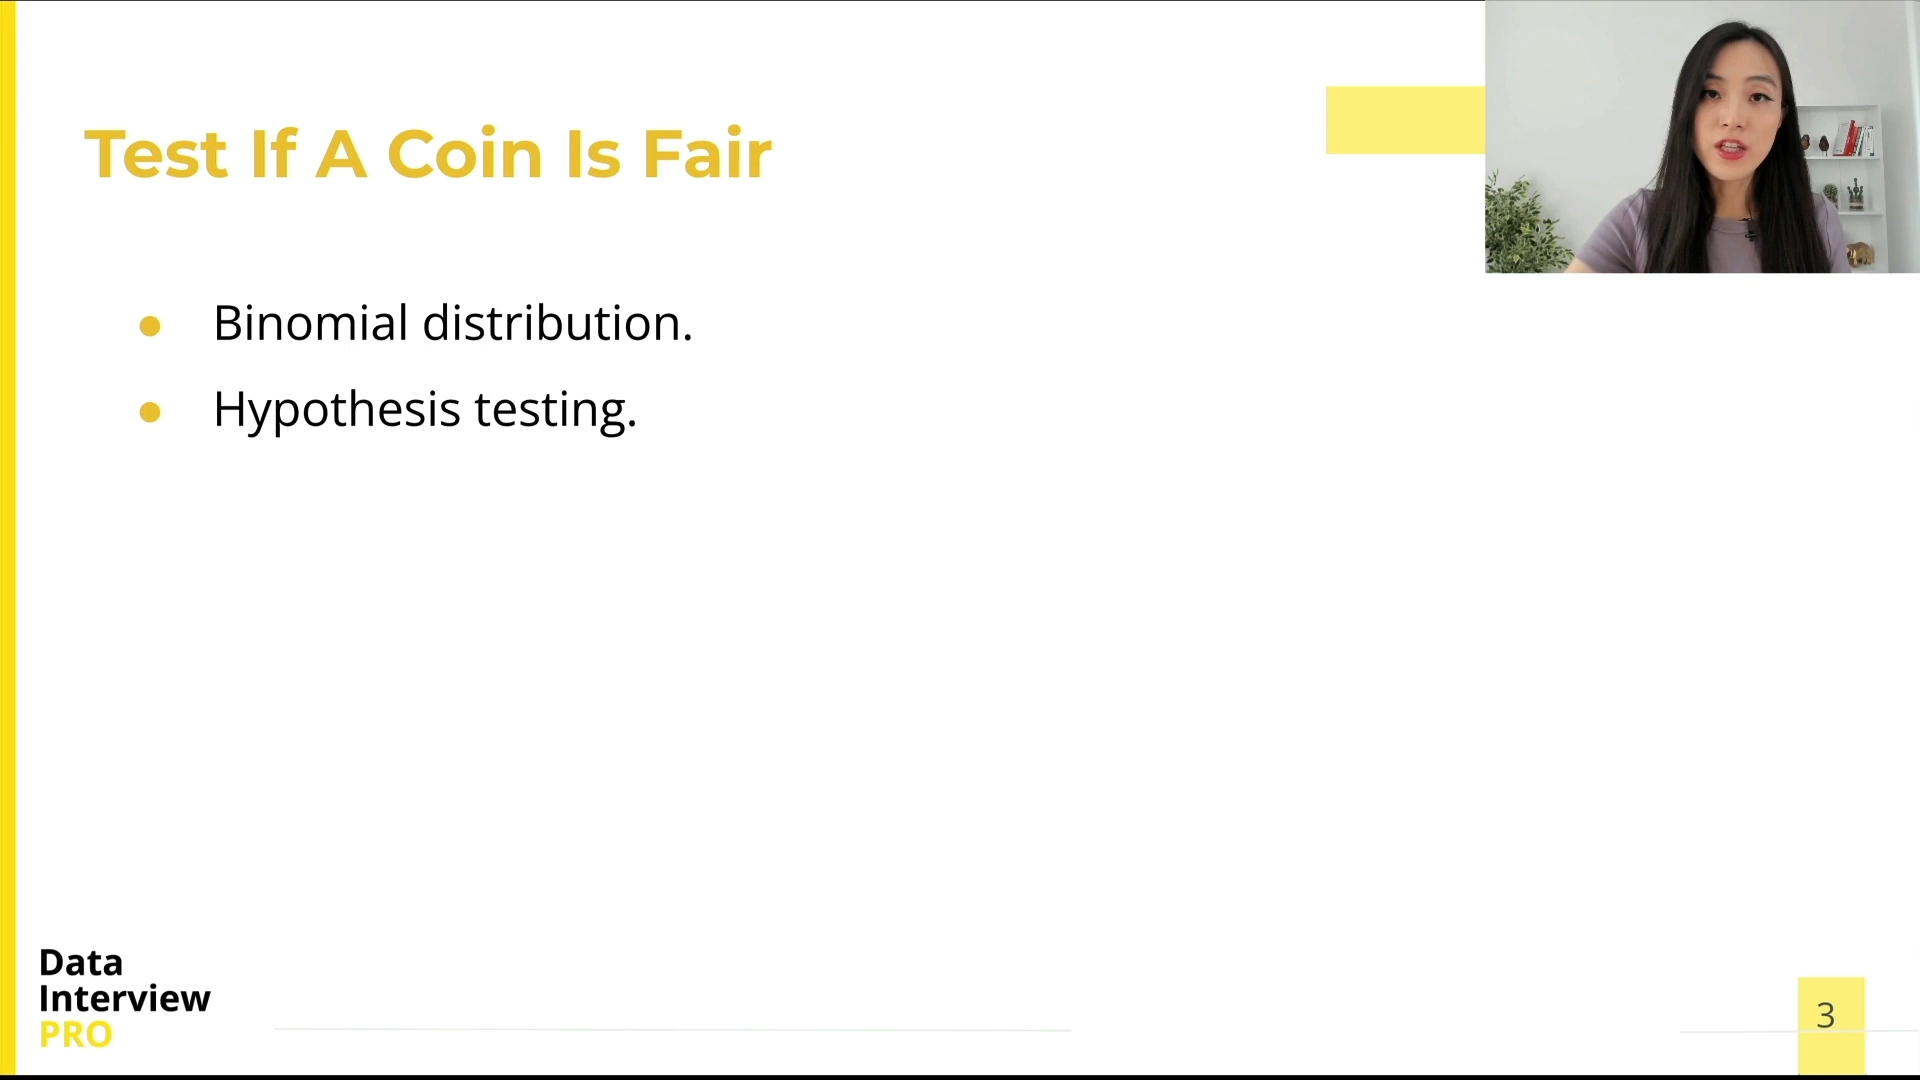 Test If A Coin Is Fair
● Binomial distribution.
● Hypothesis testing.
Data
Interview
PRO
3